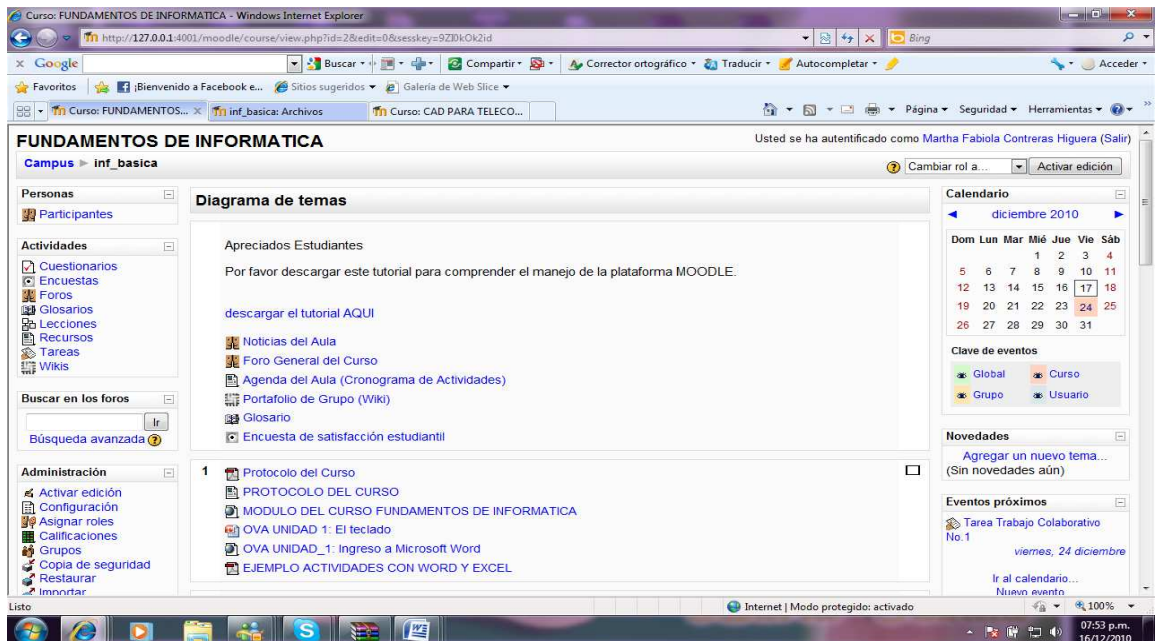 Curso: FUNDAMENTOS DE INFORMATICA - Windows Internet Explorer
http://127.0.0.1:4001/moodle/course/view.php?id=2&edit=0&sesskey=9ZI0kOk2id
Bing
Google
Buscar
Compartir
Corrector ortográfico
Traducir
Autocompletar
Acceder
Favoritos
¡Bienvenido a Facebook e...
Sitios sugeridos
Galería de Web Slice
Curso: FUNDAMENTOS...
inf_basica: Archivos
Curso: CAD PARA TELECO...
Página
Seguridad
Herramientas
FUNDAMENTOS DE INFORMATICA
Usted se ha autentificado como Martha Fabiola Contreras Higuera (Salir)
Campus ► inf_basica
Cambiar rol a...
Activar edición
Personas
Participantes
Actividades
Cuestionarios
Encuestas
Foros
Glosarios
Lecciones
Recursos
Tareas
Wikis
Buscar en los foros
Ir
Búsqueda avanzada
Administración
Activar edición
Configuración
Asignar roles
Calificaciones
Grupos
Copia de seguridad
Restaurar
Importar
Diagrama de temas
Apreciados Estudiantes
Por favor descargar este tutorial para comprender el manejo de la plataforma MOODLE.
descargar el tutorial AQUI
Noticias del Aula
Foro General del Curso
Agenda del Aula (Cronograma de Actividades)
Portafolio de Grupo (Wiki)
Glosario
Encuesta de satisfacción estudiantil
1
Protocolo del Curso
PROTOCOLO DEL CURSO
MODULO DEL CURSO FUNDAMENTOS DE INFORMATICA
OVA UNIDAD 1: El teclado
OVA UNIDAD_1: Ingreso a Microsoft Word
EJEMPLO ACTIVIDADES CON WORD Y EXCEL
Calendario
◄ diciembre 2010 ►
Dom Lun Mar Mié Jue Vie Sáb
1 2 3 4
5 6 7 8 9 10 11
12 13 14 15 16 17 18
19 20 21 22 23 24 25
26 27 28 29 30 31
Clave de eventos
Global Curso
Grupo Usuario
Novedades
Agregar un nuevo tema...
(Sin novedades aún)
Eventos próximos
Tarea Trabajo Colaborativo
No.1
viernes, 24 diciembre
Ir al calendario...
Nuevo evento
Listo
Internet | Modo protegido: activado
100%
07:53 p.m.
16/12/2010